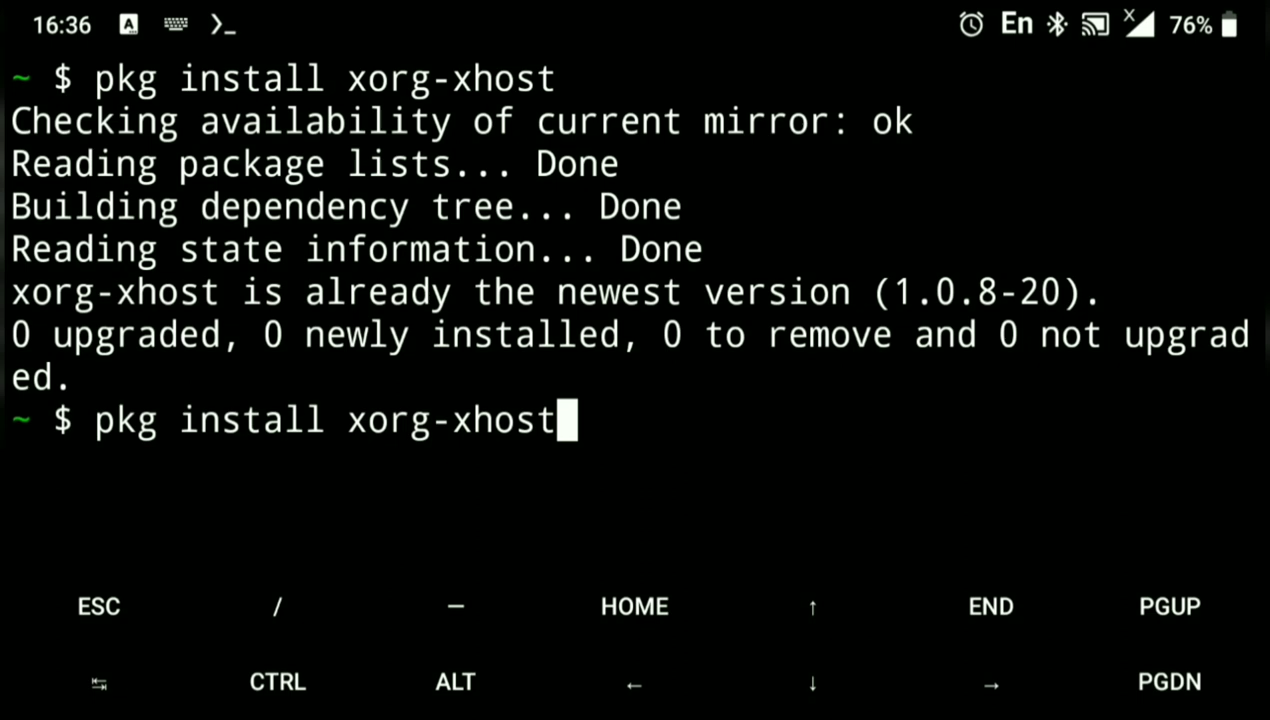 16:36 A En X 76%
~ $ pkg install xorg-xhost
Checking availability of current mirror: ok
Reading package lists... Done
Building dependency tree... Done
Reading state information... Done
xorg-xhost is already the newest version (1.0.8-20).
0 upgraded, 0 newly installed, 0 to remove and 0 not upgrad
ed.
~ $ pkg install xorg-xhost
ESC / — HOME ↑ END PGUP
↹ CTRL ALT ← ↓ → PGDN